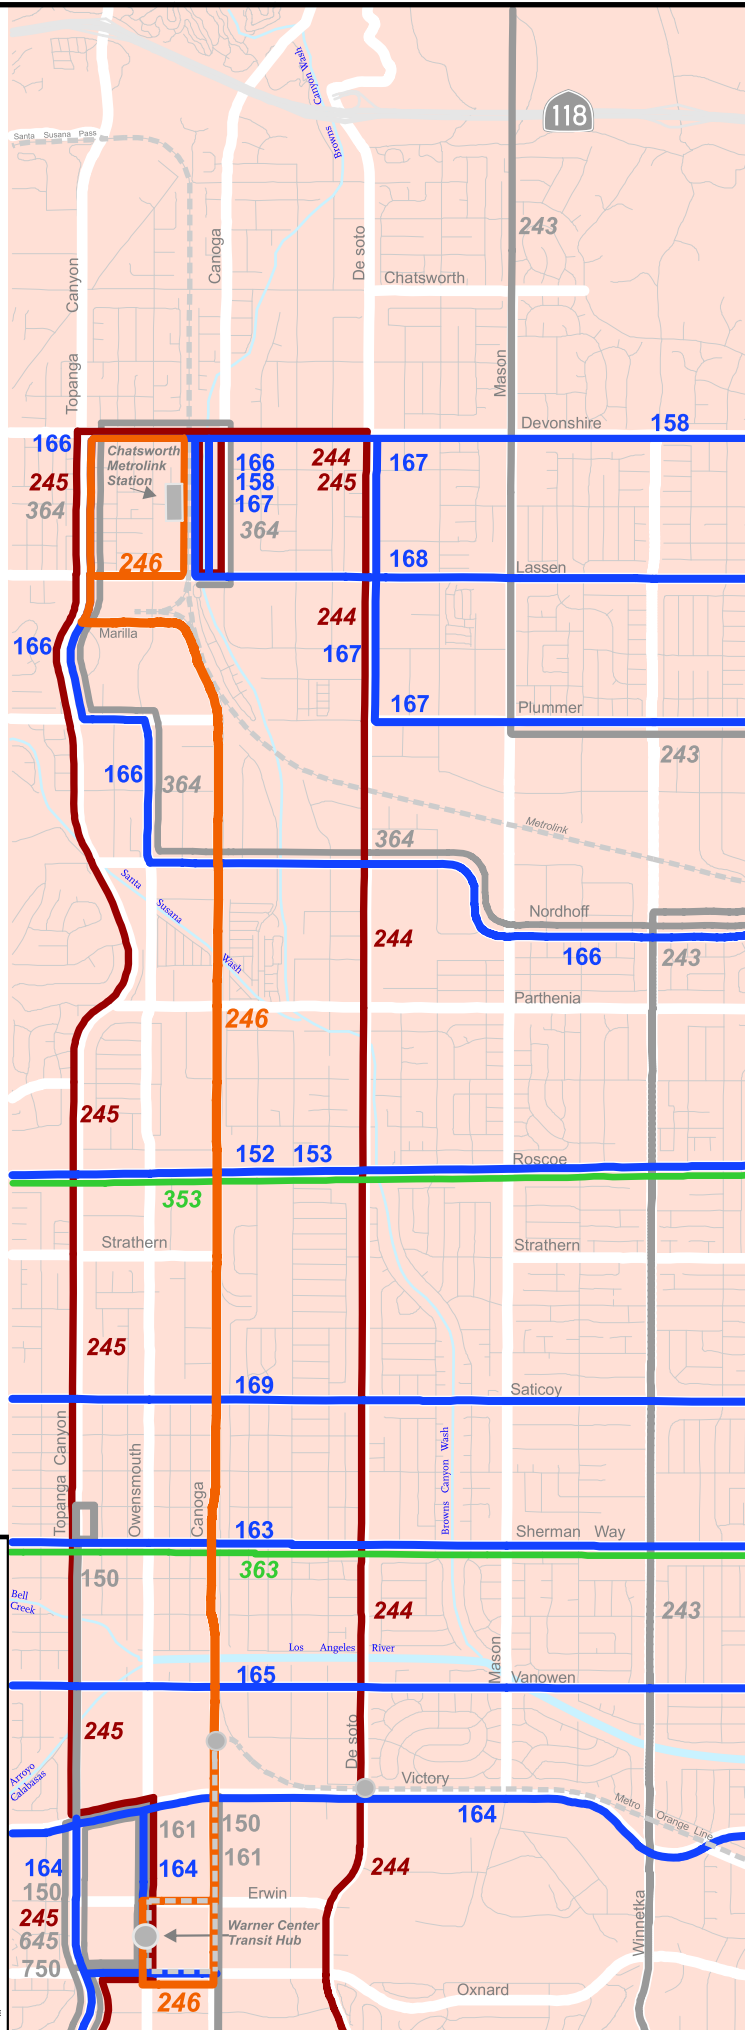 Canyon Wash
Browns
Santa Susana Pass
118
243
Canyon
Canoga
De soto
Chatsworth
Mason
Topanga
Devonshire
158
166
Chatsworth
Metrolink
Station
166
158
167
364
244
245
167
245
364
246
168
Lassen
244
167
Marilla
166
167
Plummer
243
166
364
Metrolink
364
Nordhoff
166
243
Santa
Susana
Wash
244
246
Parthenia
245
152 153
353
Roscoe
Strathern
Strathern
245
169
Saticoy
Topanga Canyon
Owensmouth
Canoga
Browns Canyon Wash
163
Sherman Way
363
150
Bell
Creek
244
243
Los Angeles River
Mason
165
Vanowen
245
De soto
Arroyo
Calabasas
Victory
164
Metro Orange Line
161
150
161
164
164
150
245
645
750
244
Erwin
Warner Center
Transit Hub
Winnetka
Oxnard
246